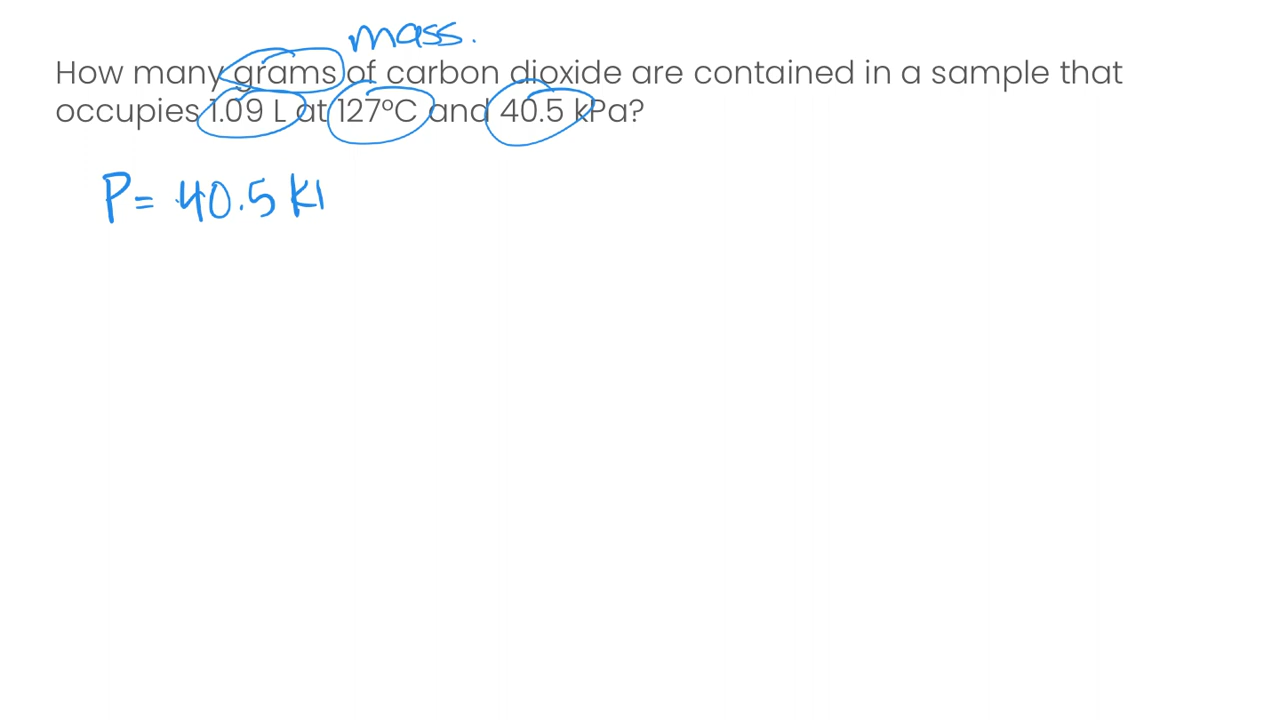 mass.
How many grams of carbon dioxide are contained in a sample that
occupies 1.09 L at 127°C and 40.5 kPa?
P= 40.5 k